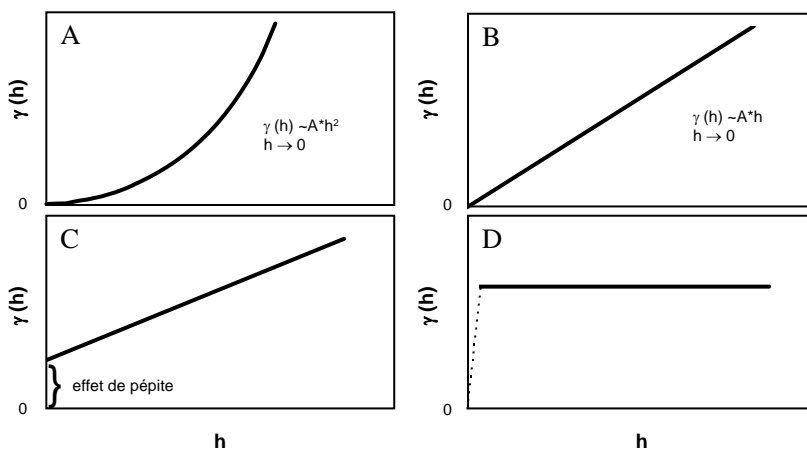 A
γ (h)
γ (h) ~A*h²
h → 0
0
B
γ (h)
γ (h) ~A*h
h → 0
0
C
γ (h)
effet de pépite
0
h
D
γ (h)
0
h